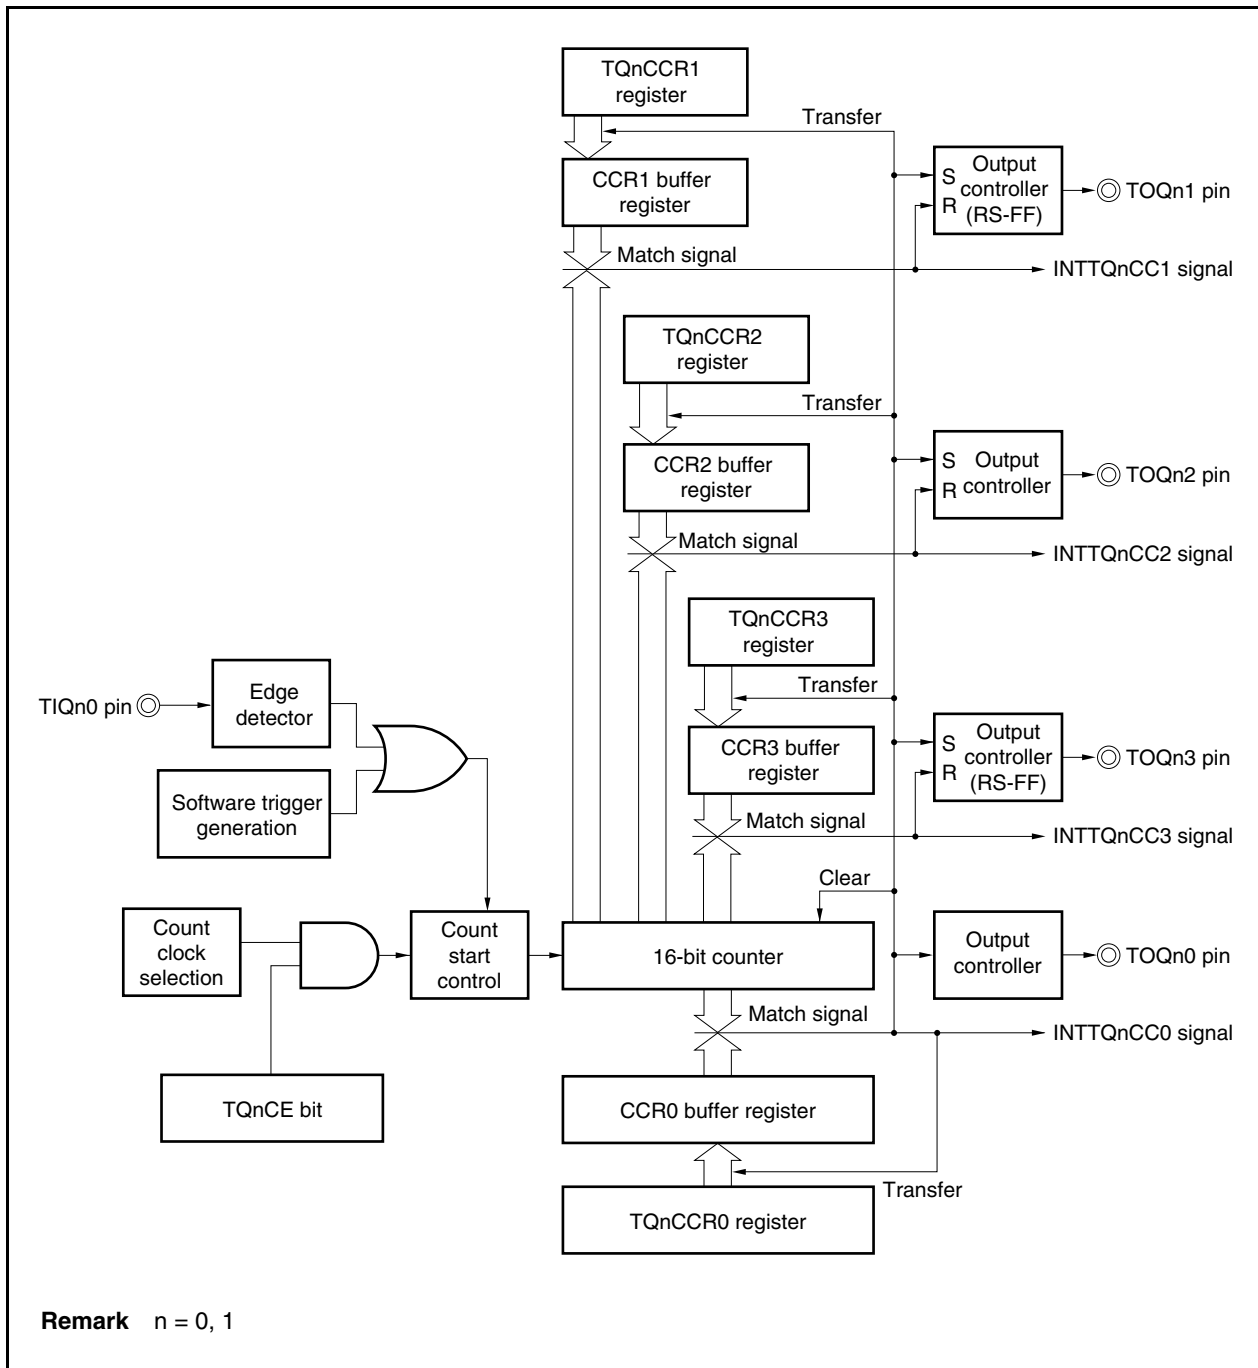 TQnCCR1
register
Transfer
CCR1 buffer
register
S
R
Output
controller
(RS-FF)
TOQn1 pin
Match signal
INTTQnCC1 signal
TQnCCR2
register
Transfer
CCR2 buffer
register
S
R
Output
controller
TOQn2 pin
Match signal
INTTQnCC2 signal
TQnCCR3
register
Transfer
TIQn0 pin
Edge
detector
CCR3 buffer
register
S
R
Output
controller
(RS-FF)
TOQn3 pin
Software trigger
generation
Match signal
INTTQnCC3 signal
Clear
Count
clock
selection
Count
start
control
16-bit counter
Output
controller
TOQn0 pin
Match signal
INTTQnCC0 signal
TQnCE bit
CCR0 buffer register
Transfer
TQnCCR0 register
Remark n = 0, 1